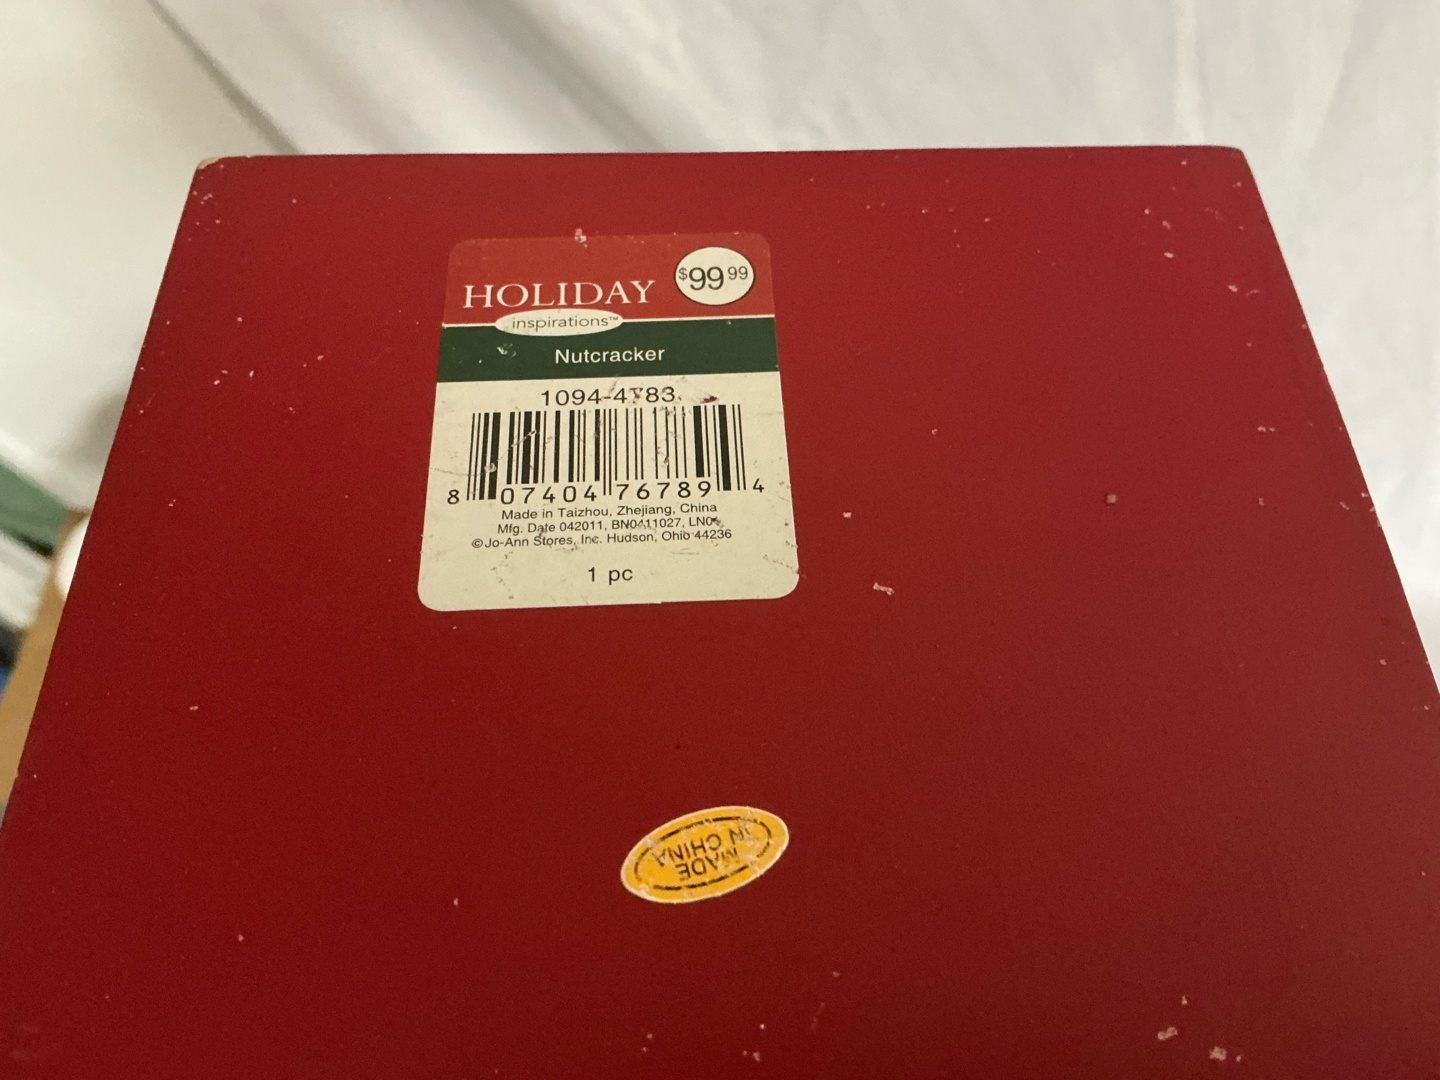 HOLIDAY
$99.99
inspirations™
Nutcracker
1094-4783
8 07404 76789 4
Made in Taizhou, Zhejiang, China
Mfg. Date 042011, BN0411027,
©Jo-Ann Stores, Inc. Hudson, Ohio 44236
1 pc
MADE
IN CHINA